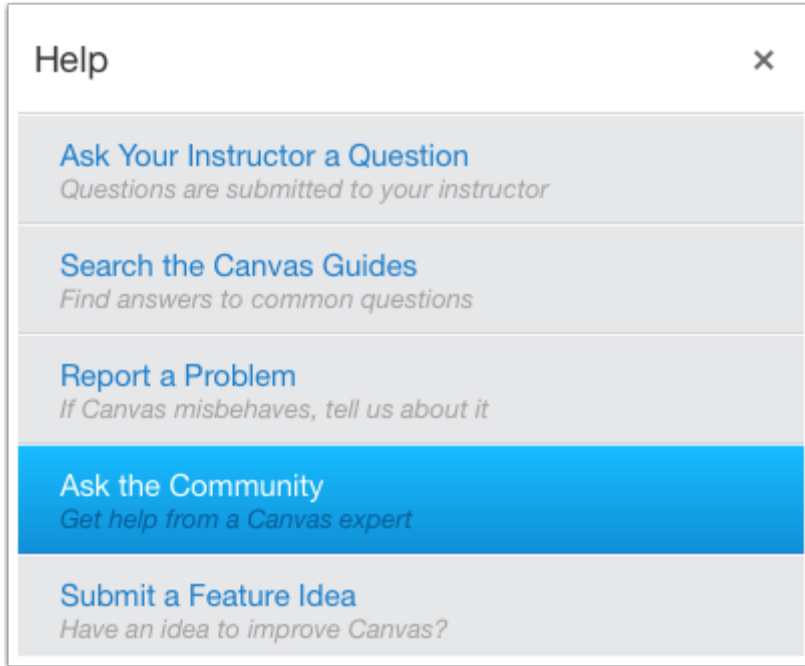 Help
Ask Your Instructor a Question
Questions are submitted to your instructor
Search the Canvas Guides
Find answers to common questions
Report a Problem
If Canvas misbehaves, tell us about it
Ask the Community
Get help from a Canvas expert
Submit a Feature Idea
Have an idea to improve Canvas?